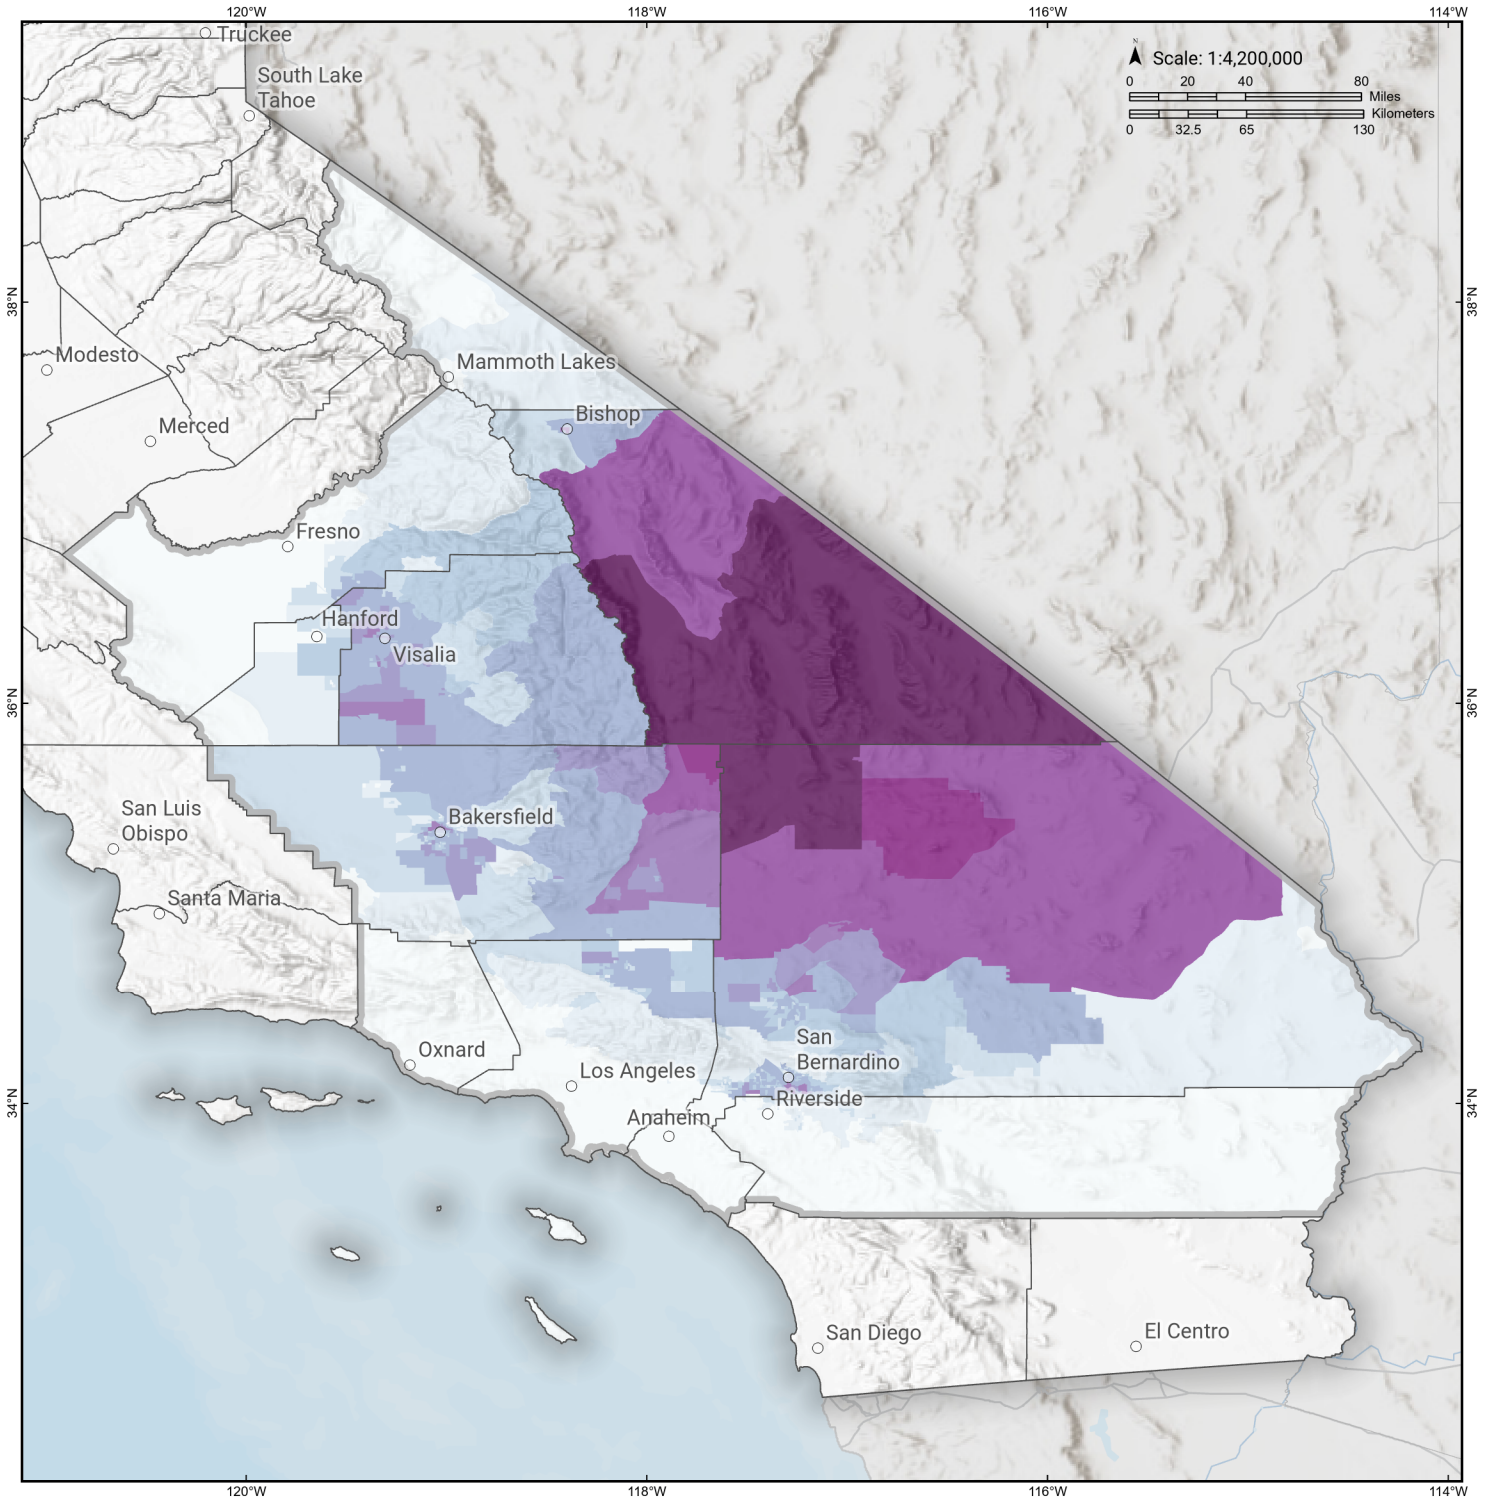 120°W
118°W
116°W
114°W
Truckee
South Lake
Tahoe
N
Scale: 1:4,200,000
0 20 40 80
Miles
Kilometers
0 32.5 65 130
38°N
38°N
Modesto
Mammoth Lakes
Merced
Bishop
Fresno
Hanford
Visalia
36°N
36°N
San Luis
Obispo
Bakersfield
Santa Maria
San
Bernardino
Oxnard
Los Angeles
Riverside
Anaheim
34°N
34°N
San Diego
El Centro
120°W
118°W
116°W
114°W